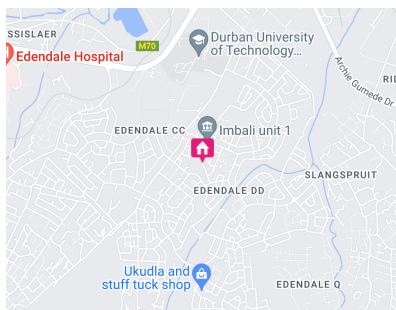 SSISLAER
M70
Durban University
of Technology...
Edendale Hospital
Archie Gumede Dr
RID
EDENDALE CC
Imbali unit 1
SLANGSPRUIT
EDENDALE DD
Ukudla and
stuff tuck shop
EDENDALE Q